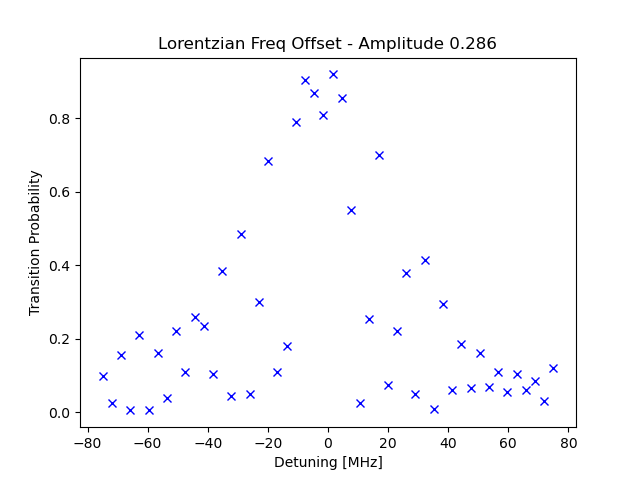 Lorentzian Freq Offset - Amplitude 0.286
Transition Probability
0.8
0.6
0.4
0.2
0.0
−80 −60 −40 −20 0 20 40 60 80
Detuning [MHz]